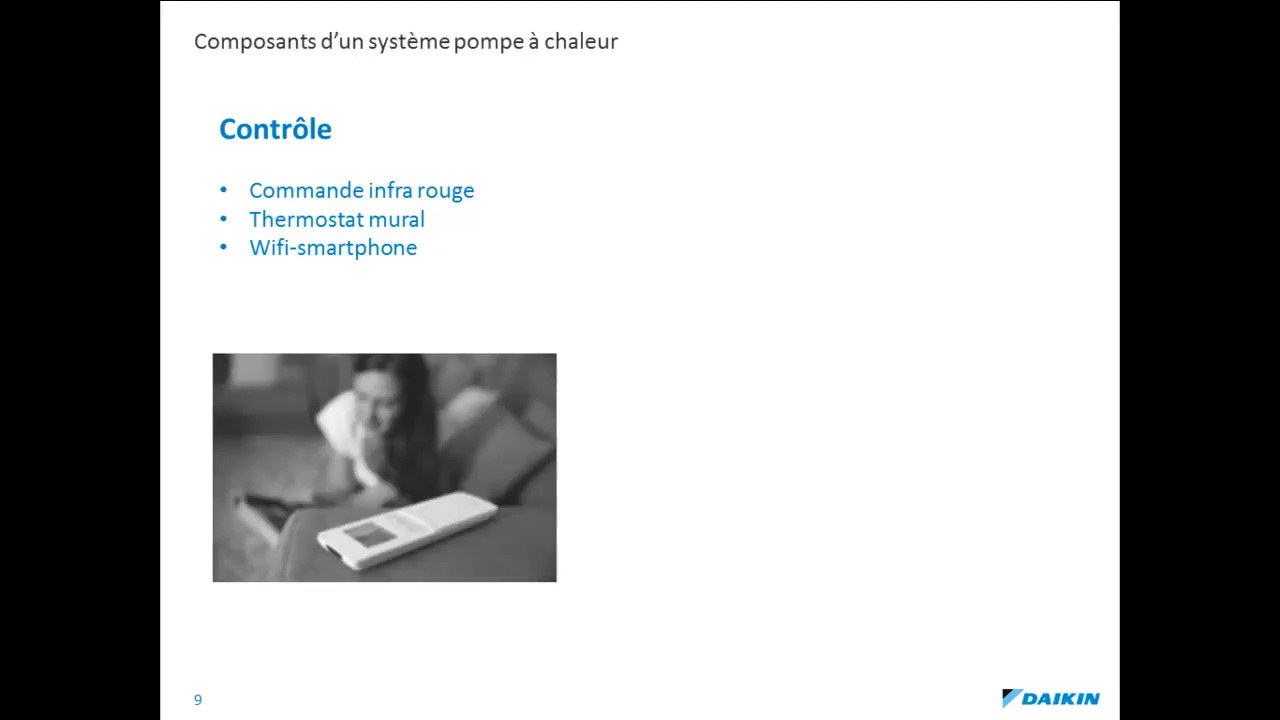 Composants d’un système pompe à chaleur
Contrôle
• Commande infra rouge
• Thermostat mural
• Wifi-smartphone
9
DAIKIN